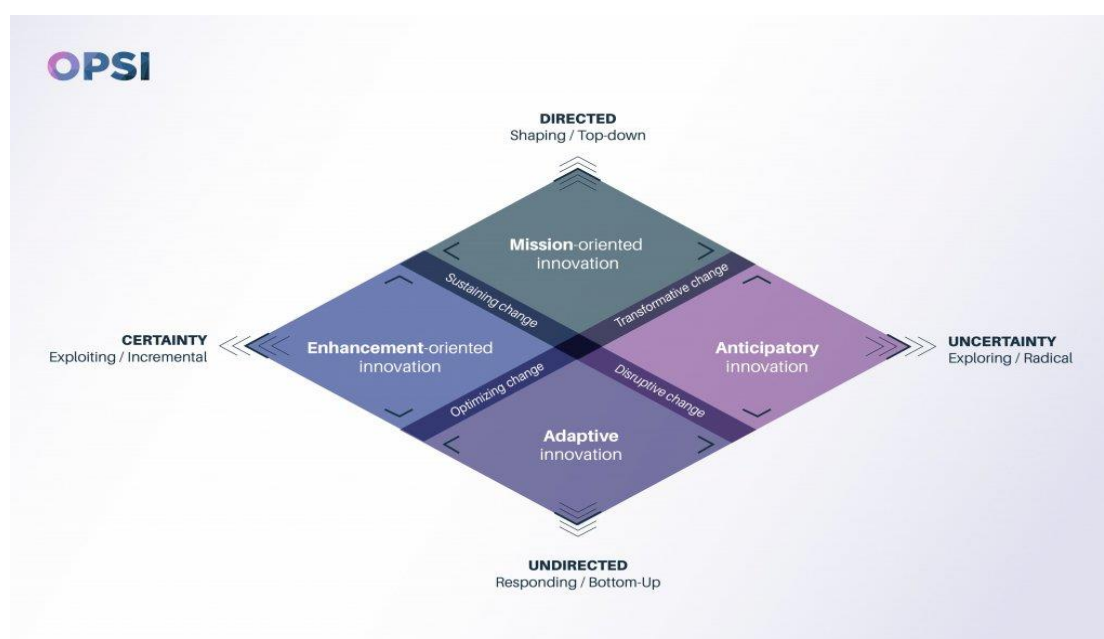 OPSI
DIRECTED
Shaping / Top-down
Mission-oriented
innovation
Sustaining change
Transformative change
CERTAINTY
Exploiting / Incremental
Enhancement-oriented
innovation
Anticipatory
innovation
UNCERTAINTY
Exploring / Radical
Optimizing change
Disruptive change
Adaptive
innovation
UNDIRECTED
Responding / Bottom-Up